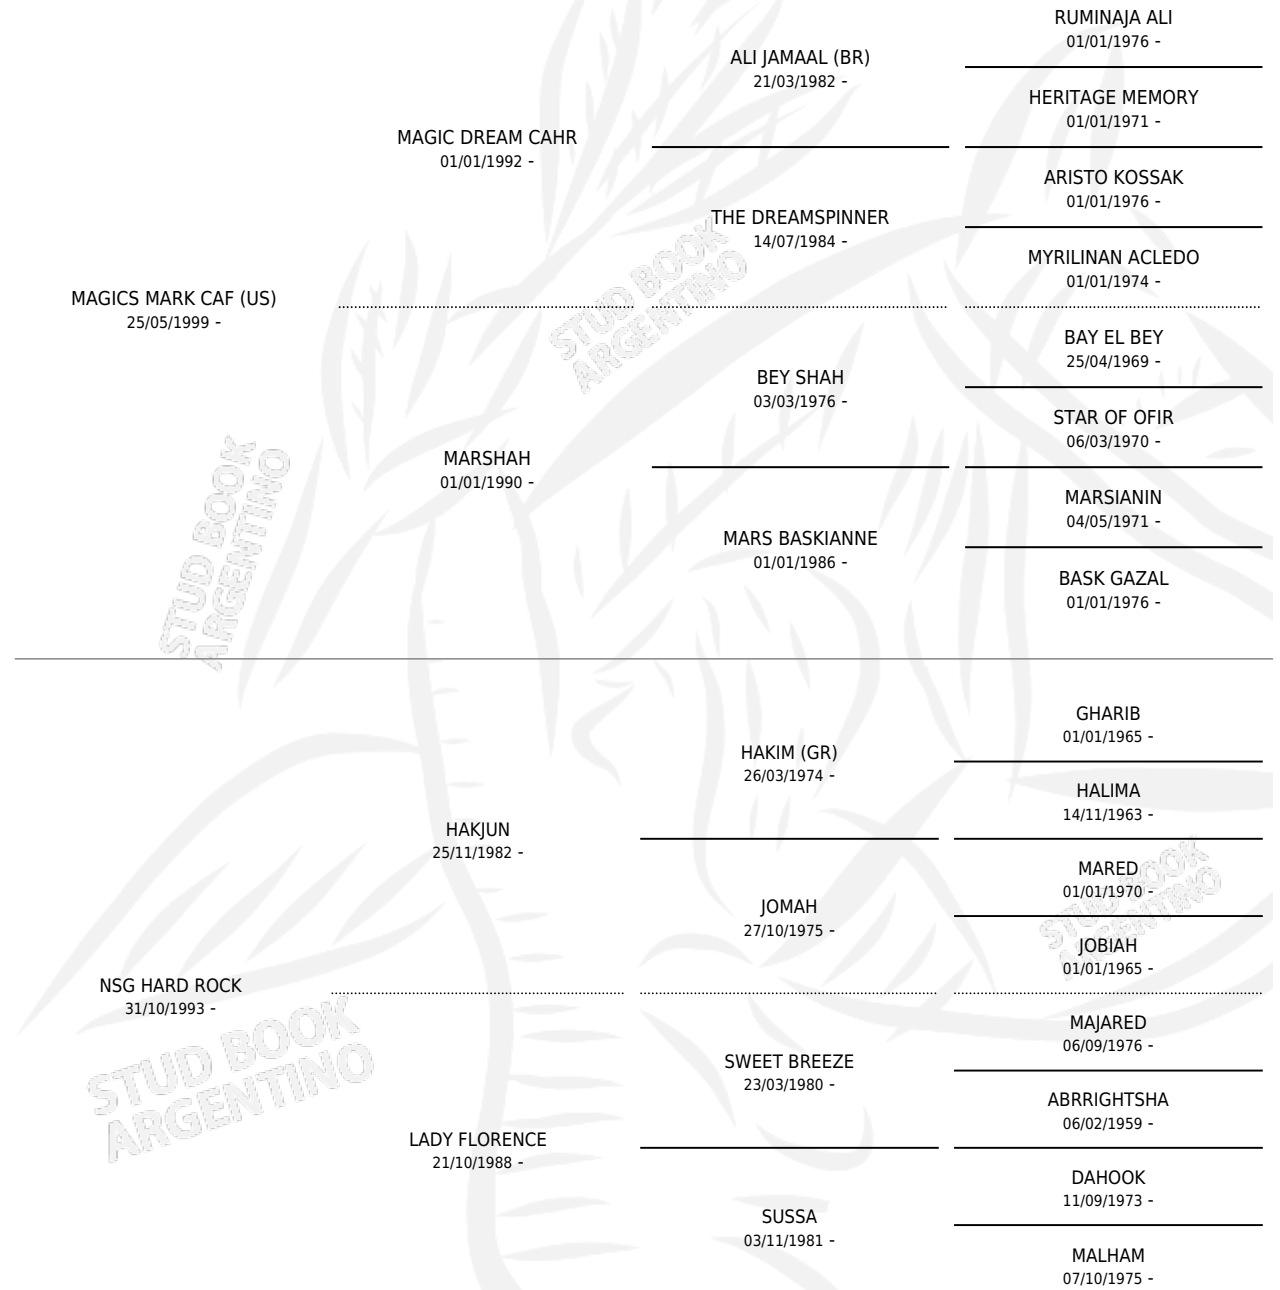 RUMINAJA ALI
01/01/1976 -
ALI JAMAAL (BR)
21/03/1982 -
HERITAGE MEMORY
01/01/1971 -
MAGIC DREAM CAHR
01/01/1992 -
ARISTO KOSSAK
01/01/1976 -
THE DREAMSPINNER
14/07/1984 -
MYRILINAN ACLEDO
01/01/1974 -
MAGICS MARK CAF (US)
25/05/1999 -
STUD BOOK
ARGENTINO
BAY EL BEY
25/04/1969 -
BEY SHAH
03/03/1976 -
STAR OF OFIR
06/03/1970 -
MARSHAH
01/01/1990 -
MARSIANIN
04/05/1971 -
MARS BASKIANNE
01/01/1986 -
BASK GAZAL
01/01/1976 -
STUD BOOK
ARGENTINO
GHARIB
01/01/1965 -
HAKIM (GR)
26/03/1974 -
HALIMA
14/11/1963 -
HAKJUN
25/11/1982 -
MARED
01/01/1970 -
JOMAH
27/10/1975 -
STUD BOOK
ARGENTINO
JOBIAH
01/01/1965 -
NSG HARD ROCK
31/10/1993 -
MAJARED
06/09/1976 -
SWEET BREEZE
23/03/1980 -
STUD BOOK
ARGENTINO
ABRRIGHTSHA
06/02/1959 -
LADY FLORENCE
21/10/1988 -
DAHOOK
11/09/1973 -
SUSSA
03/11/1981 -
MALHAM
07/10/1975 -